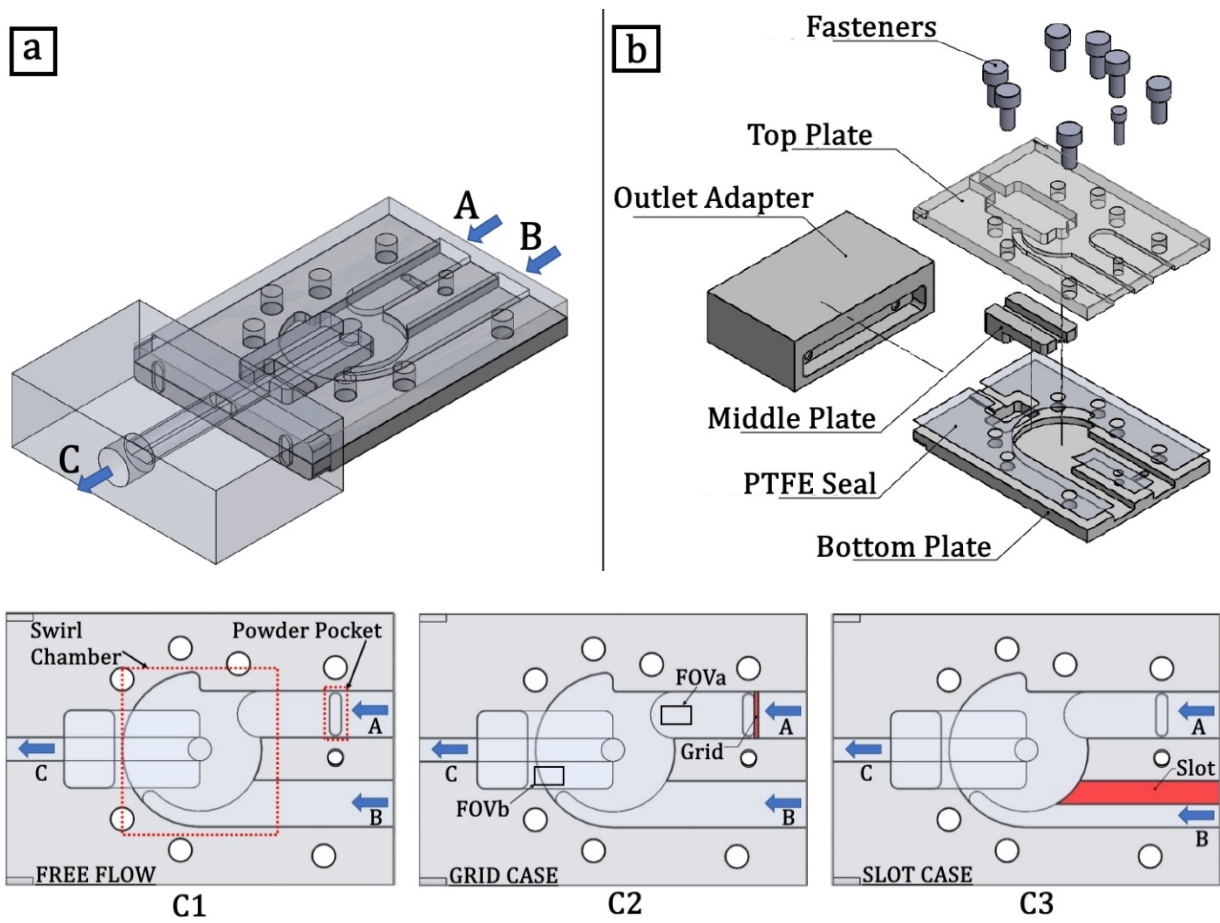 a
A
B
C
b
Fasteners
Top Plate
Outlet Adapter
Middle Plate
PTFE Seal
Bottom Plate
Swirl
Chamber
Powder Pocket
A
C
B
FREE FLOW
C1
FOVa
A
Grid
C
FOVb
B
GRID CASE
C2
A
C
Slot
B
SLOT CASE
C3